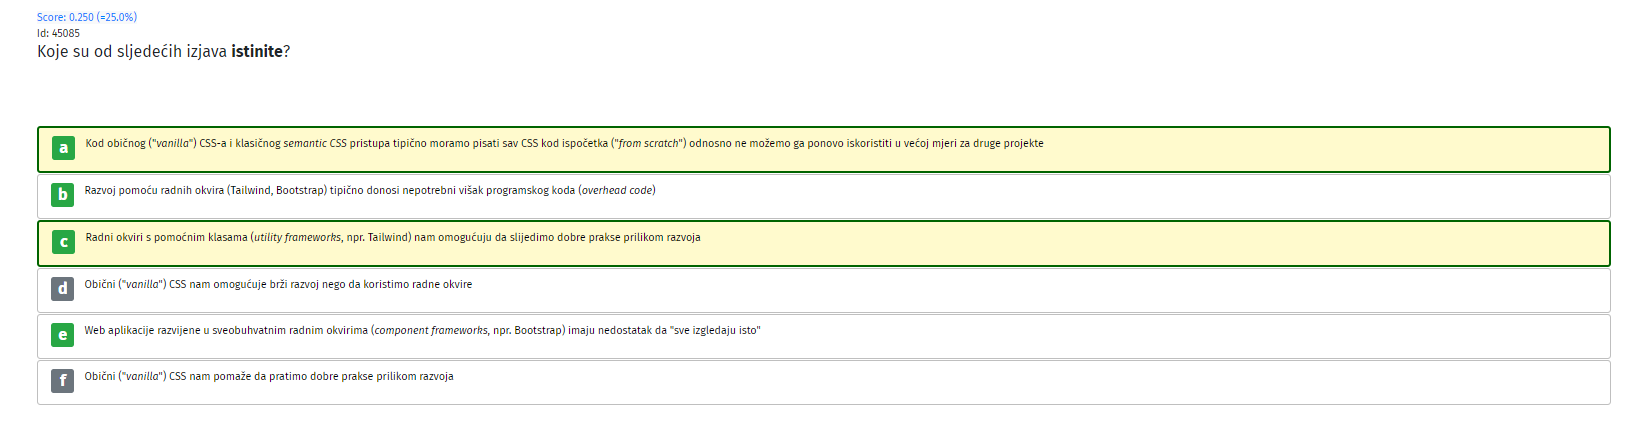 Score: 0.250 (=25.0%)
Id: 45085
Koje su od sljedećih izjava istinite?
a Kod običnog ("vanilla") CSS-a i klasičnog semantic CSS pristupa tipično moramo pisati sav CSS kod ispočetka ("from scratch") odnosno ne možemo ga ponovo iskoristiti u većoj mjeri za druge projekte
b Razvoj pomoću radnih okvira (Tailwind, Bootstrap) tipično donosi nepotrebni višak programskog koda (overhead code)
c Radni okviri s pomoćnim klasama (utility frameworks, npr. Tailwind) nam omogućuju da slijedimo dobre prakse prilikom razvoja
d Obični ("vanilla") CSS nam omogućuje brži razvoj nego da koristimo radne okvire
e Web aplikacije razvijene u sveobuhvatnim radnim okvirima (component frameworks, npr. Bootstrap) imaju nedostatak da "sve izgledaju isto"
f Obični ("vanilla") CSS nam pomaže da pratimo dobre prakse prilikom razvoja